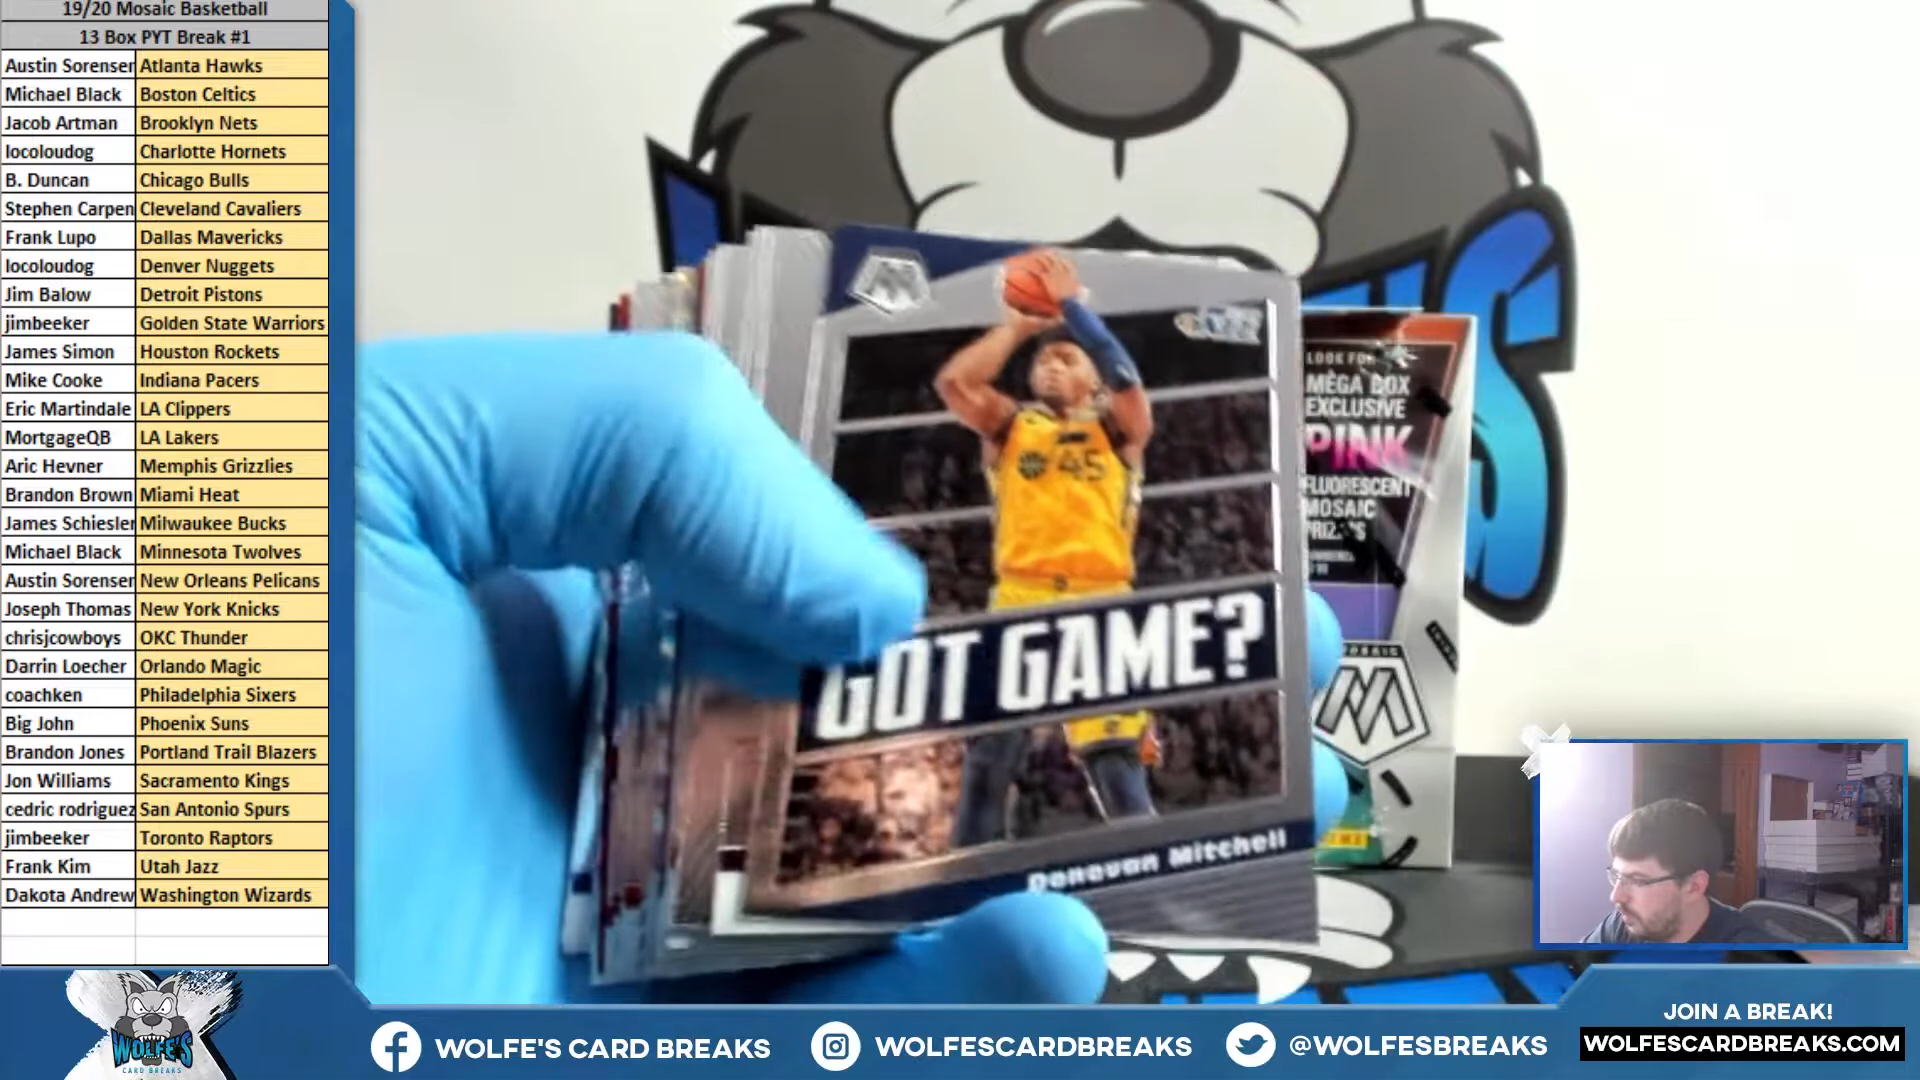 19/20 Mosaic Basketball
13 Box PYT Break #1
Austin Sorensen Atlanta Hawks
Michael Black Boston Celtics
Jacob Artman Brooklyn Nets
locoloudog Charlotte Hornets
B. Duncan Chicago Bulls
Stephen Carpen Cleveland Cavaliers
Frank Lupo Dallas Mavericks
locoloudog Denver Nuggets
Jim Balow Detroit Pistons
jimbeeker Golden State Warriors
James Simon Houston Rockets
Mike Cooke Indiana Pacers
Eric Martindale LA Clippers
MortgageQB LA Lakers
Aric Hevner Memphis Grizzlies
Brandon Brown Miami Heat
James Schiesler Milwaukee Bucks
Michael Black Minnesota Twolves
Austin Sorensen New Orleans Pelicans
Joseph Thomas New York Knicks
chrisjcowboys OKC Thunder
Darrin Loecher Orlando Magic
coachken Philadelphia Sixers
Big John Phoenix Suns
Brandon Jones Portland Trail Blazers
Jon Williams Sacramento Kings
cedric rodriguez San Antonio Spurs
jimbeeker Toronto Raptors
Frank Kim Utah Jazz
Dakota Andrew Washington Wizards
45
GOT GAME?
Donovan Mitchell
LOOK FOR
MEGA BOX
EXCLUSIVE
PINK
FLUORESCENT
MOSAIC
MOSAIC
WOLFE'S
CARD BREAKS
WOLFE'S CARD BREAKS
WOLFESCARDBREAKS
@WOLFESBREAKS
JOIN A BREAK!
WOLFESCARDBREAKS.COM